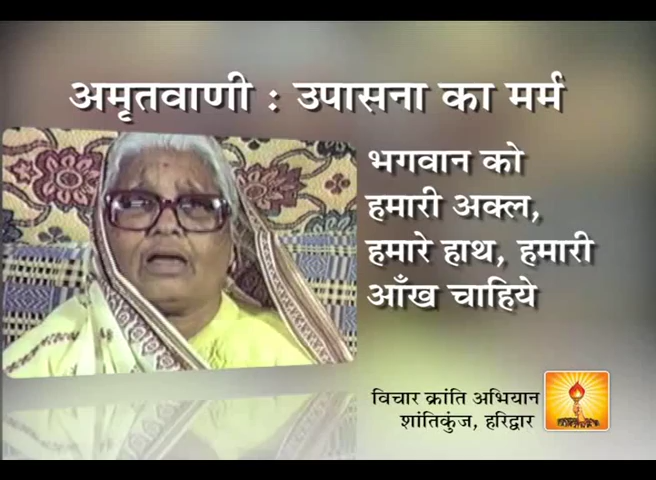 अमृतवाणी : उपासना का मर्म
भगवान को
हमारी अक्ल,
हमारे हाथ, हमारी
आँख चाहिये
विचार क्रांति अभियान
शांतिकुंज, हरिद्वार